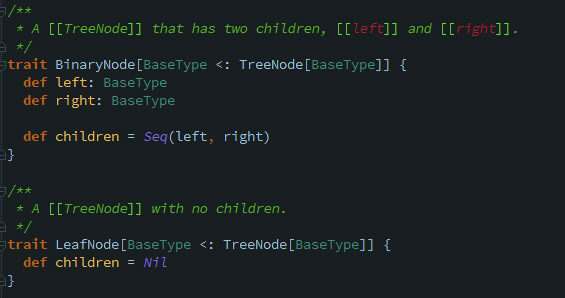 /**
 * A [[TreeNode]] that has two children, [[left]] and [[right]].
 */
trait BinaryNode[BaseType <: TreeNode[BaseType]] {
  def left: BaseType
  def right: BaseType

  def children = Seq(left, right)
}

/**
 * A [[TreeNode]] with no children.
 */
trait LeafNode[BaseType <: TreeNode[BaseType]] {
  def children = Nil
}